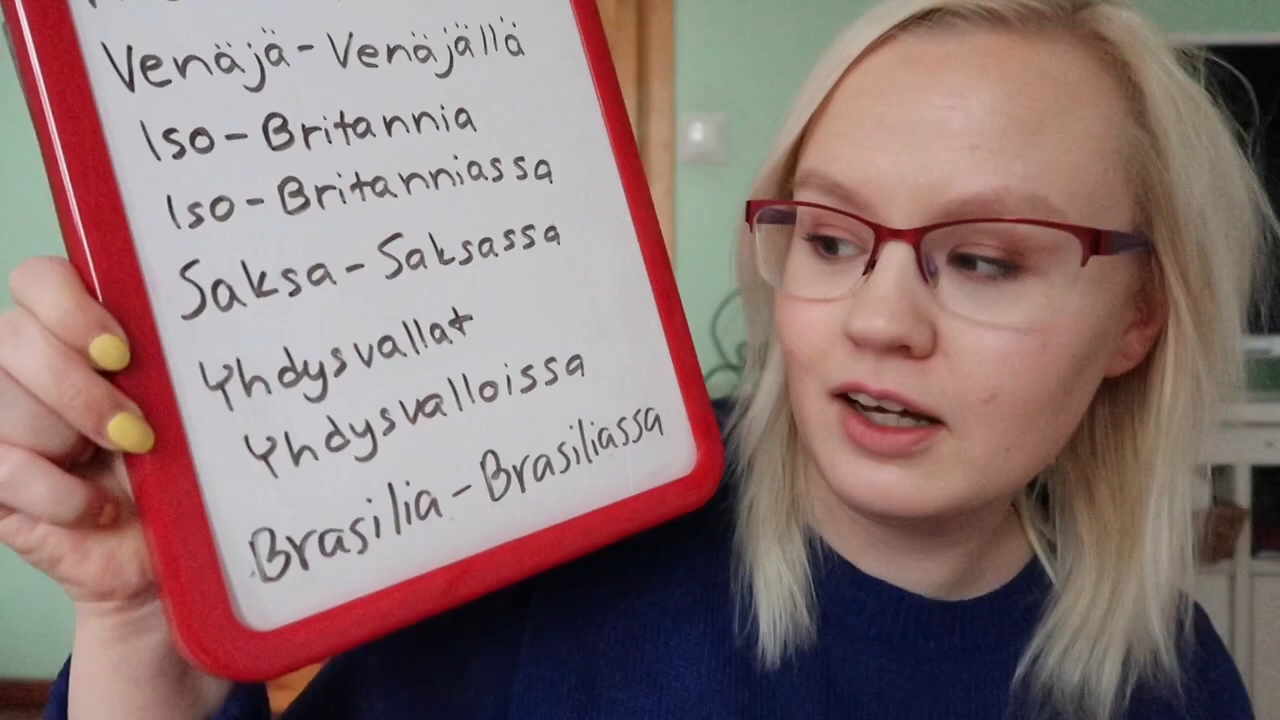 Venäjä - Venäjällä
Iso-Britannia
Iso-Britanniassa
Saksa - Saksassa
Yhdysvallat
Yhdysvalloissa
Brasilia - Brasiliassa